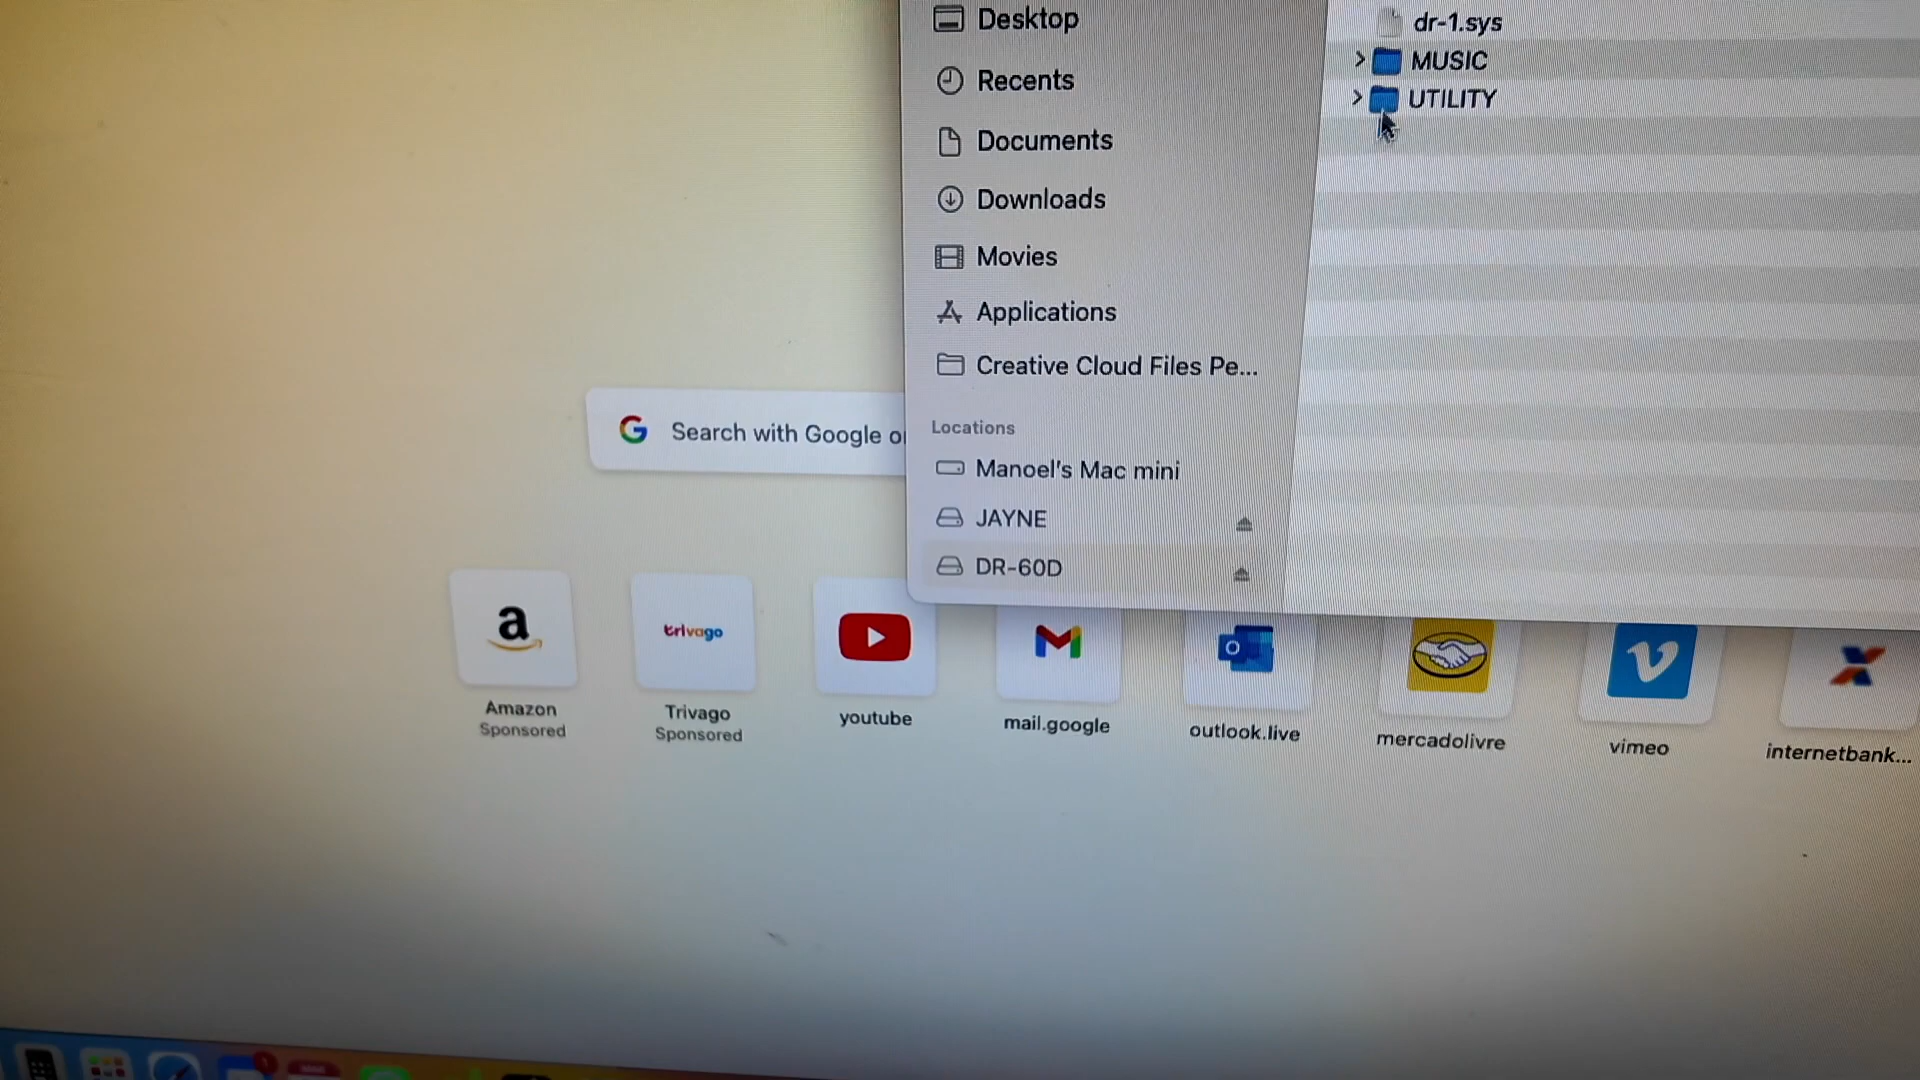 Desktop
Recents
Documents
Downloads
Movies
Applications
Creative Cloud Files Pe...
Locations
Manoel's Mac mini
JAYNE
DR-60D
dr-1.sys
MUSIC
UTILITY
Search with Google or
a
trivago
Amazon
Sponsored
Trivago
Sponsored
youtube
mail.google
outlook.live
mercadolivre
vimeo
internetbank...